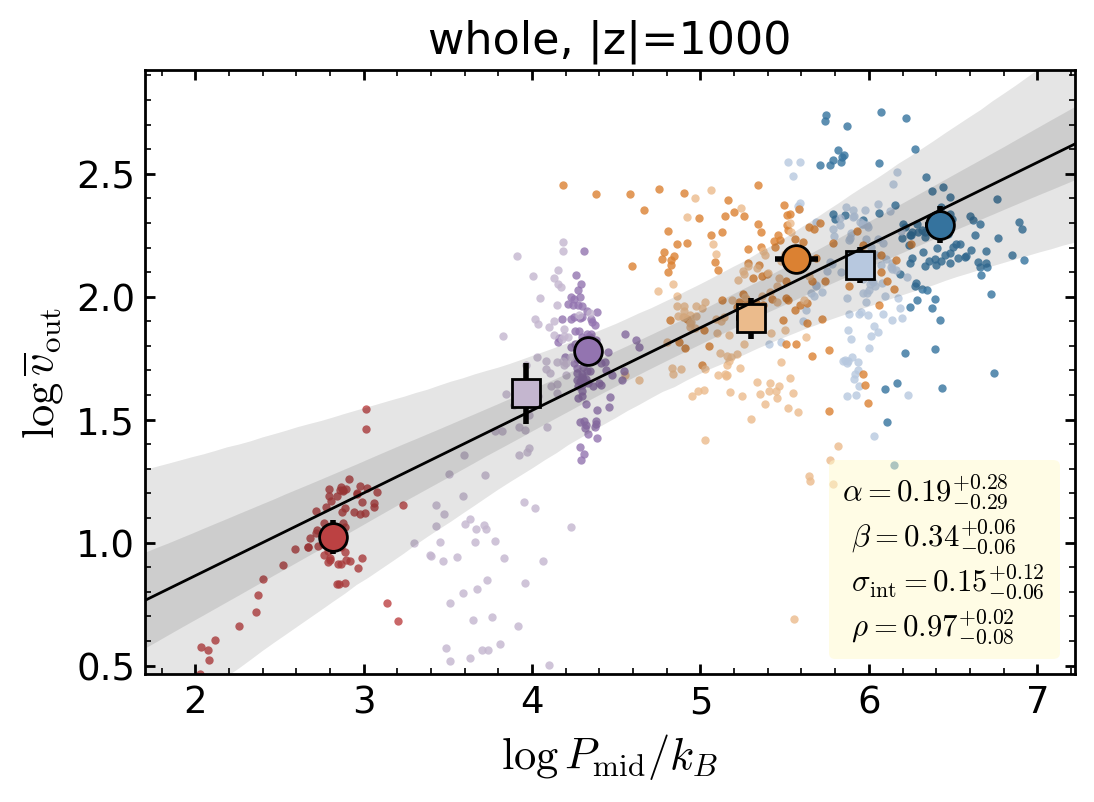 whole, |z|=1000
log v̅_out
2.5
2.0
1.5
1.0
0.5
α = 0.19^{+0.28}_{−0.29}
β = 0.34^{+0.06}_{−0.06}
σ_int = 0.15^{+0.12}_{−0.06}
ρ = 0.97^{+0.02}_{−0.08}
2 3 4 5 6 7
log P_mid/k_B